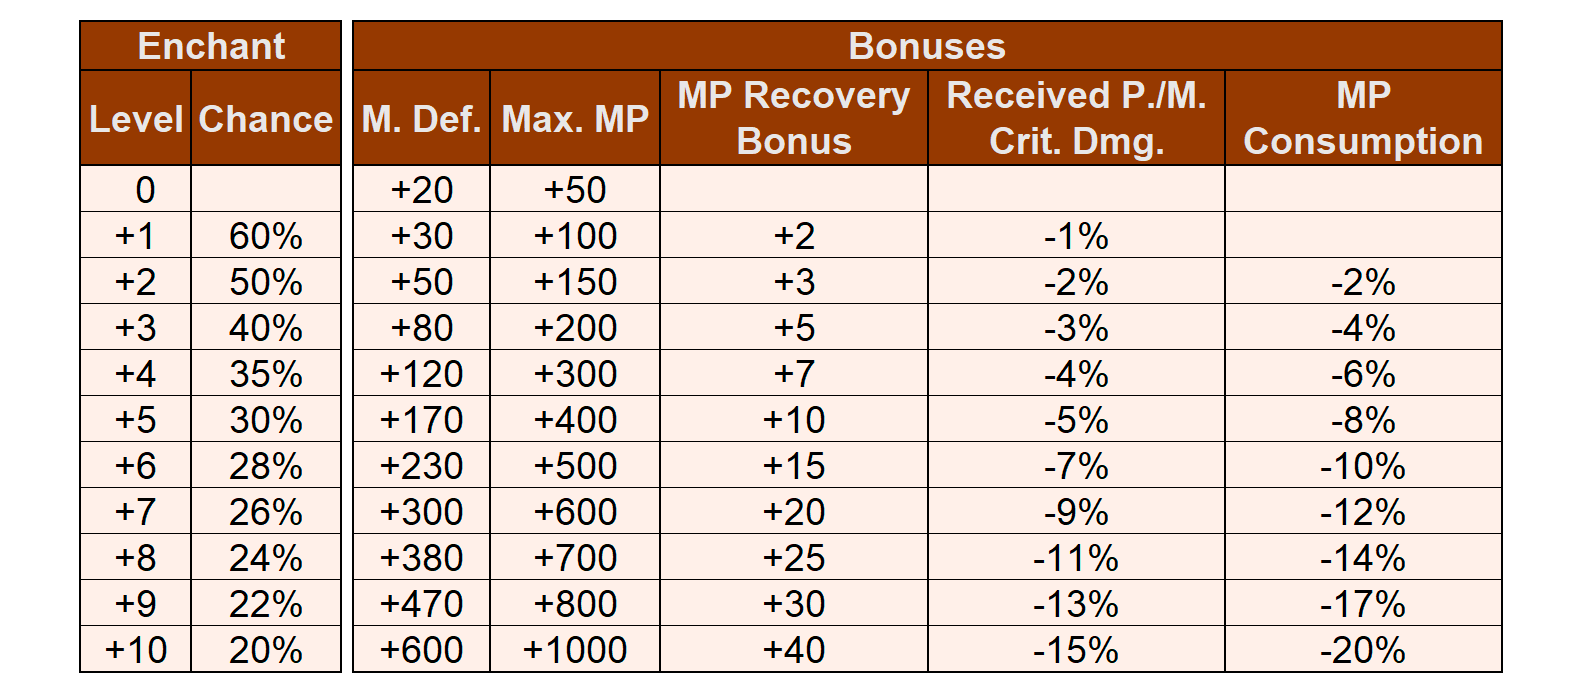 Enchant Bonuses
Level Chance M. Def. Max. MP MP Recovery Bonus Received P./M. Crit. Dmg. MP Consumption
0 +20 +50
+1 60% +30 +100 +2 -1%
+2 50% +50 +150 +3 -2% -2%
+3 40% +80 +200 +5 -3% -4%
+4 35% +120 +300 +7 -4% -6%
+5 30% +170 +400 +10 -5% -8%
+6 28% +230 +500 +15 -7% -10%
+7 26% +300 +600 +20 -9% -12%
+8 24% +380 +700 +25 -11% -14%
+9 22% +470 +800 +30 -13% -17%
+10 20% +600 +1000 +40 -15% -20%